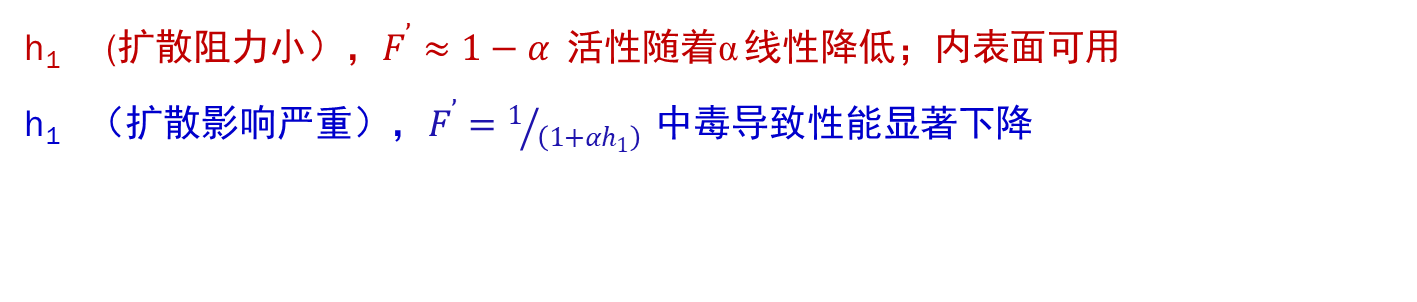 h₁ (扩散阻力小），F' ≈ 1 − α 活性随着α线性降低；内表面可用
h₁ （扩散影响严重），F' = 1/(1+αh₁) 中毒导致性能显著下降